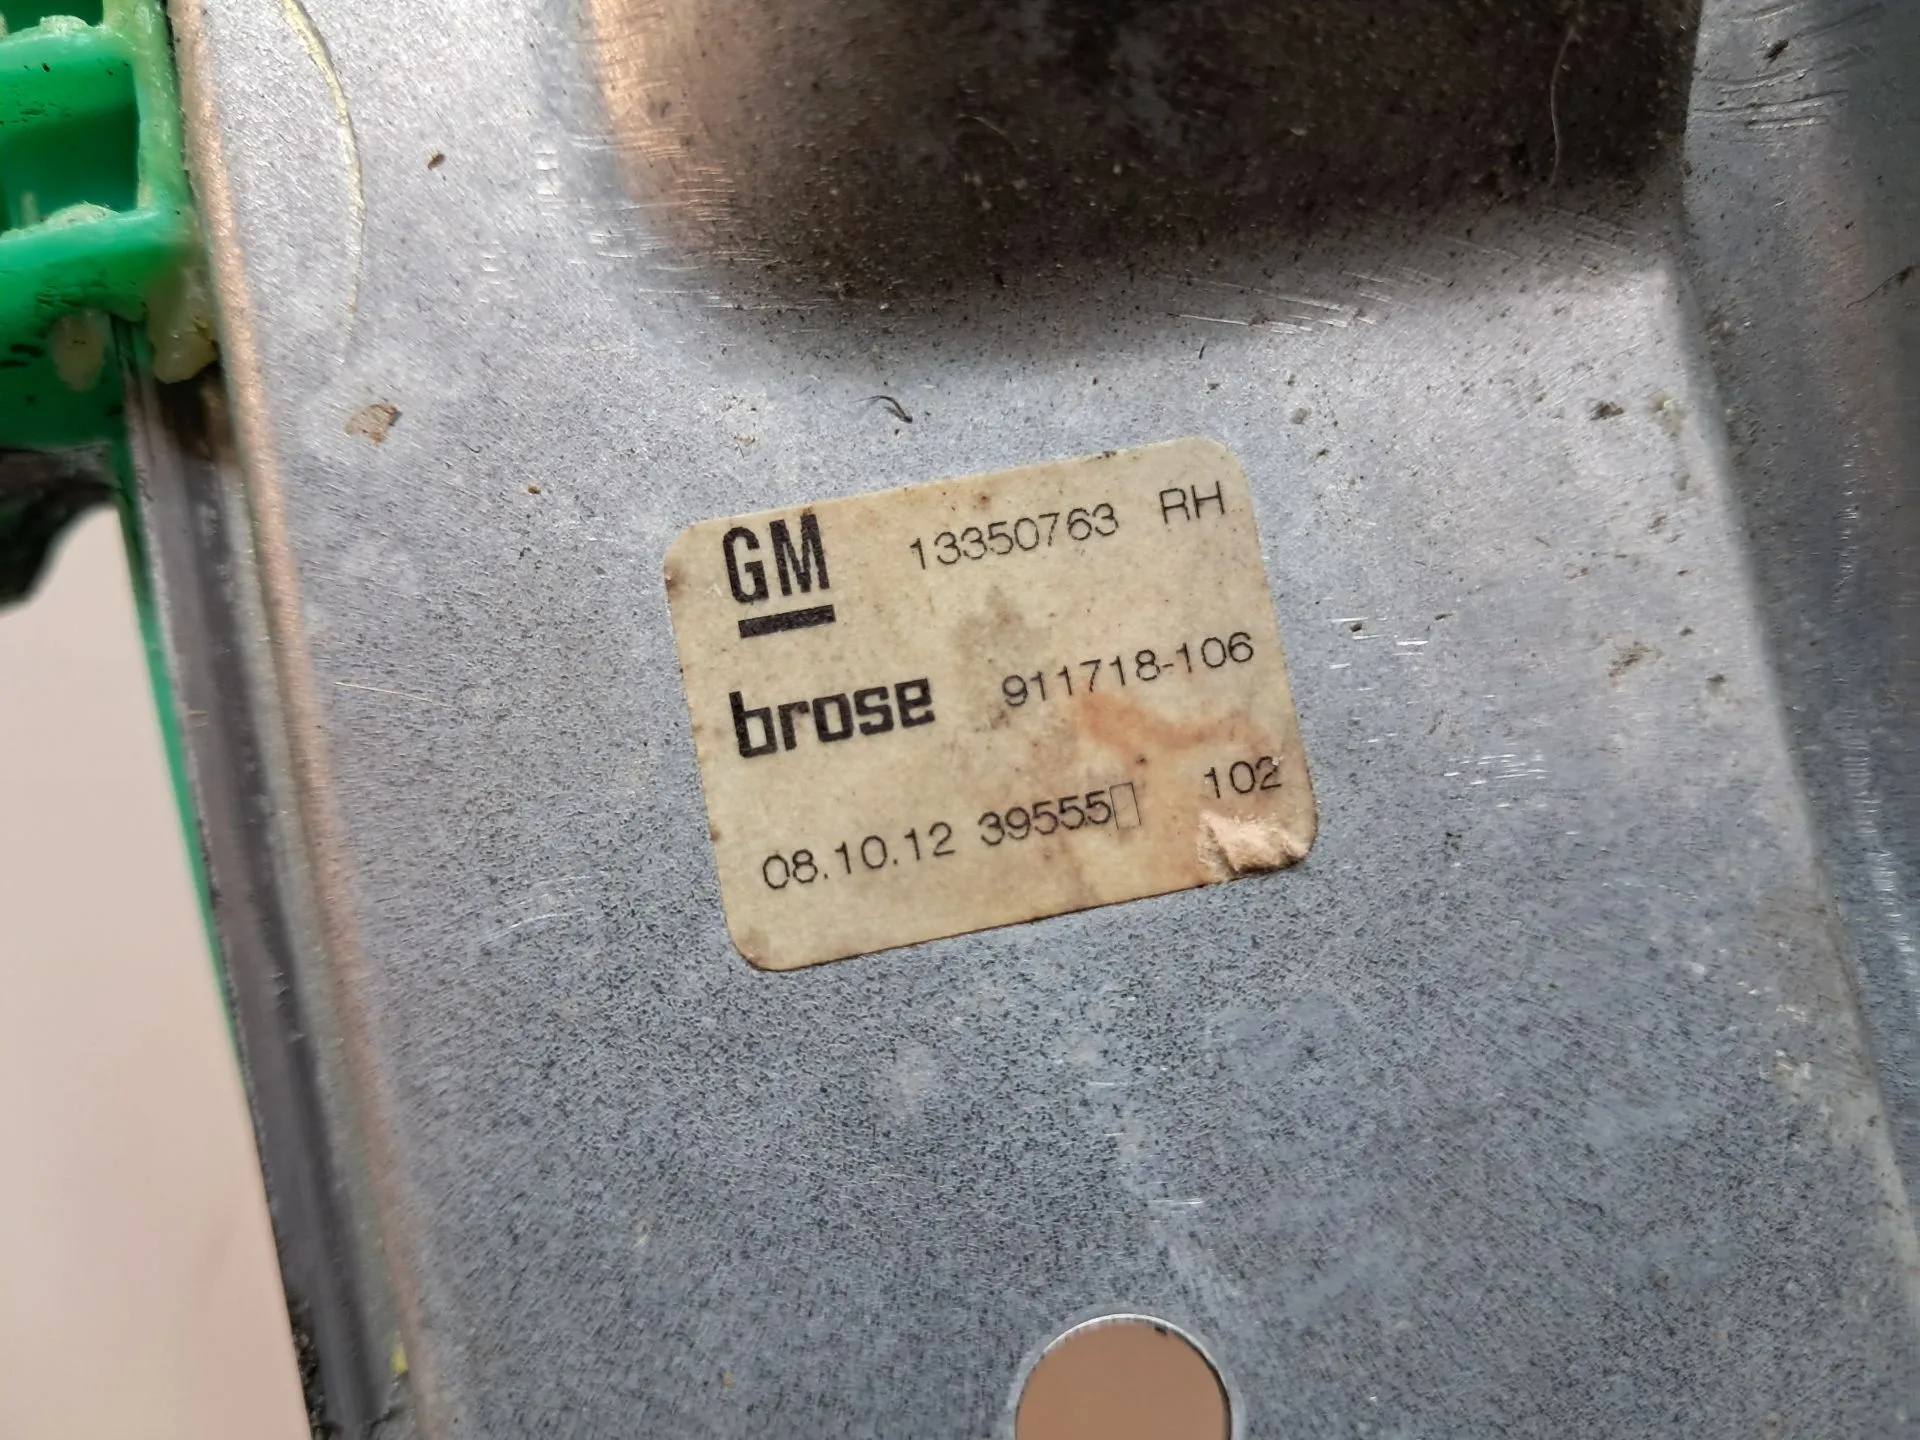 GM 13350763 RH
brose 911718-106
08.10.12 39555▯ 102